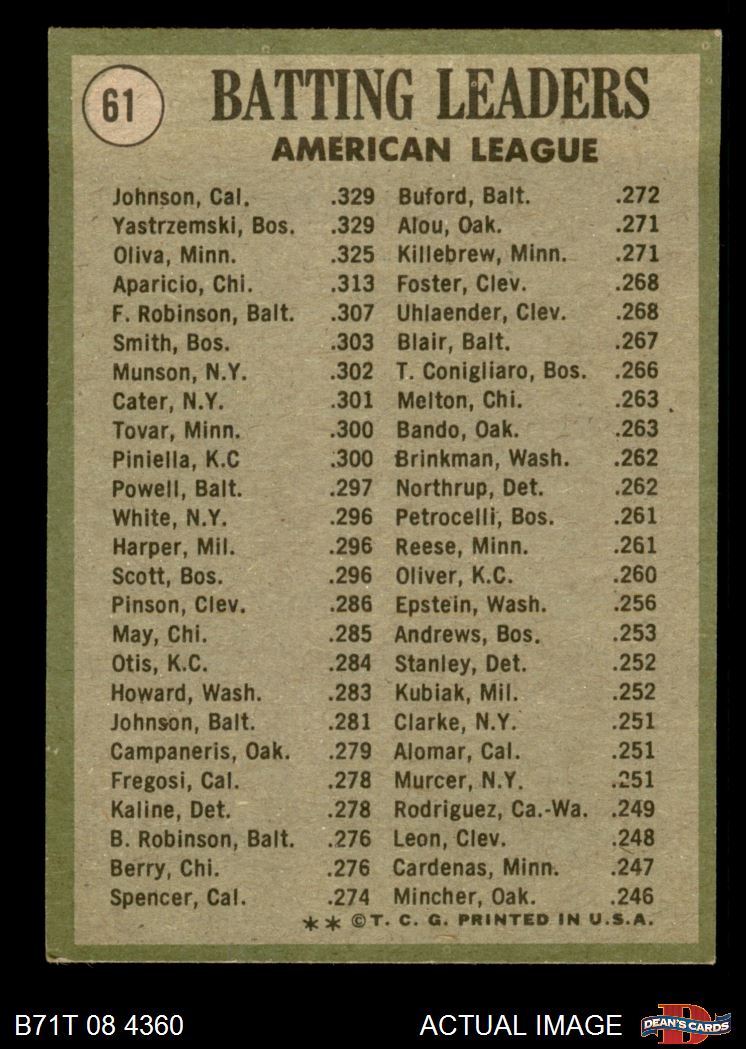 61
BATTING LEADERS
AMERICAN LEAGUE
Johnson, Cal. .329 Buford, Balt. .272
Yastrzemski, Bos. .329 Alou, Oak. .271
Oliva, Minn. .325 Killebrew, Minn. .271
Aparicio, Chi. .313 Foster, Clev. .268
F. Robinson, Balt. .307 Uhlaender, Clev. .268
Smith, Bos. .303 Blair, Balt. .267
Munson, N.Y. .302 T. Conigliaro, Bos. .266
Cater, N.Y. .301 Melton, Chi. .263
Tovar, Minn. .300 Bando, Oak. .263
Piniella, K.C .300 Brinkman, Wash. .262
Powell, Balt. .297 Northrup, Det. .262
White, N.Y. .296 Petrocelli, Bos. .261
Harper, Mil. .296 Reese, Minn. .261
Scott, Bos. .296 Oliver, K.C. .260
Pinson, Clev. .286 Epstein, Wash. .256
May, Chi. .285 Andrews, Bos. .253
Otis, K.C. .284 Stanley, Det. .252
Howard, Wash. .283 Kubiak, Mil. .252
Johnson, Balt. .281 Clarke, N.Y. .251
Campaneris, Oak. .279 Alomar, Cal. .251
Fregosi, Cal. .278 Murcer, N.Y. .251
Kaline, Det. .278 Rodriguez, Ca.-Wa. .249
B. Robinson, Balt. .276 Leon, Clev. .248
Berry, Chi. .276 Cardenas, Minn. .247
Spencer, Cal. .274 Mincher, Oak. .246
** ©T. C. G. PRINTED IN U.S.A.
B71T 08 4360 ACTUAL IMAGE D DEAN'S CARDS